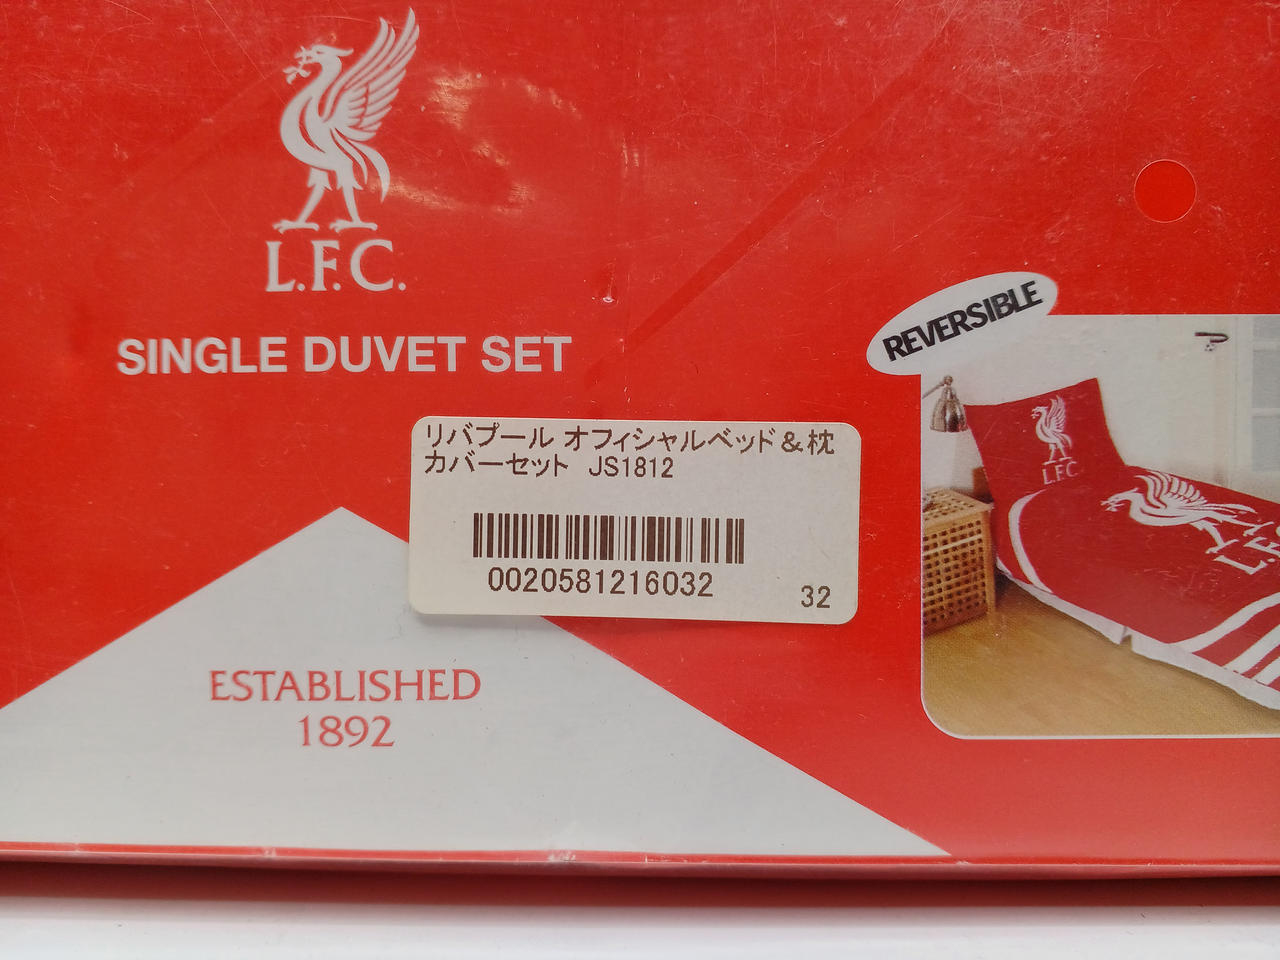 L.F.C.
SINGLE DUVET SET
REVERSIBLE
リバプール オフィシャルベッド&枕
カバーセット JS1812
0020581216032
32
L.F.C.
L.F.
ESTABLISHED
1892